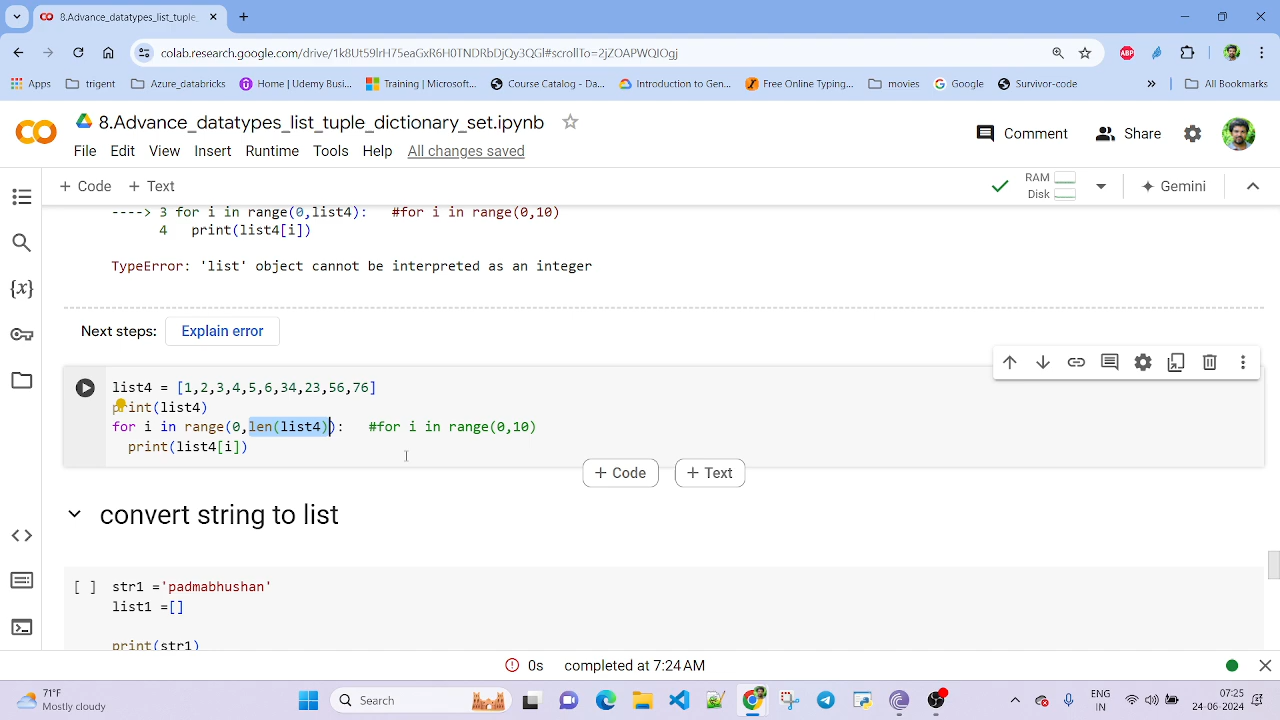 8.Advance_datatypes_list_tuple_
colab.research.google.com/drive/1k8Ut59lrH75eaGxR6H0TNDRbDjQy3QGl#scrollTo=2jZOAPWQIOgj
Apps trigent Azure databricks Home | Udemy Busi... Training | Microsoft... Course Catalog - Da... Introduction to Gen... Free Online Typing... movies Google Survivor-code » All Bookmarks
8.Advance_datatypes_list_tuple_dictionary_set.ipynb
Comment Share
File Edit View Insert Runtime Tools Help All changes saved
+ Code + Text RAM Disk Gemini
----> 3 for i in range(0,list4): #for i in range(0,10)
4 print(list4[i])
TypeError: 'list' object cannot be interpreted as an integer
Next steps: Explain error
list4 = [1,2,3,4,5,6,34,23,56,76]
print(list4)
for i in range(0,len(list4)): #for i in range(0,10)
print(list4[i])
+ Code + Text
convert string to list
[ ] str1 ='padmabhushan'
list1 =[]
print(str1)
0s completed at 7:24 AM
71°F
Mostly cloudy
Search
ENG
IN
07:25
24-06-2024